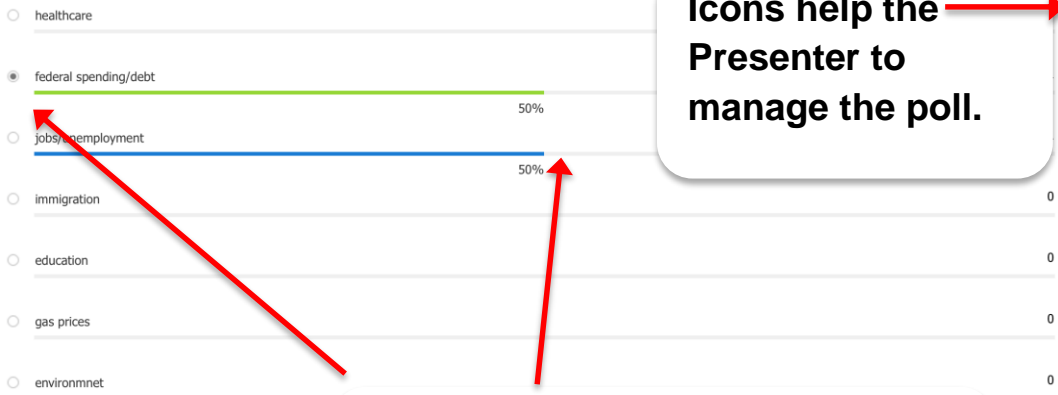 healthcare
Icons help the
Presenter to
manage the poll.
federal spending/debt
50%
jobs/unemployment
50%
immigration
0
education
0
gas prices
0
environmnet
0